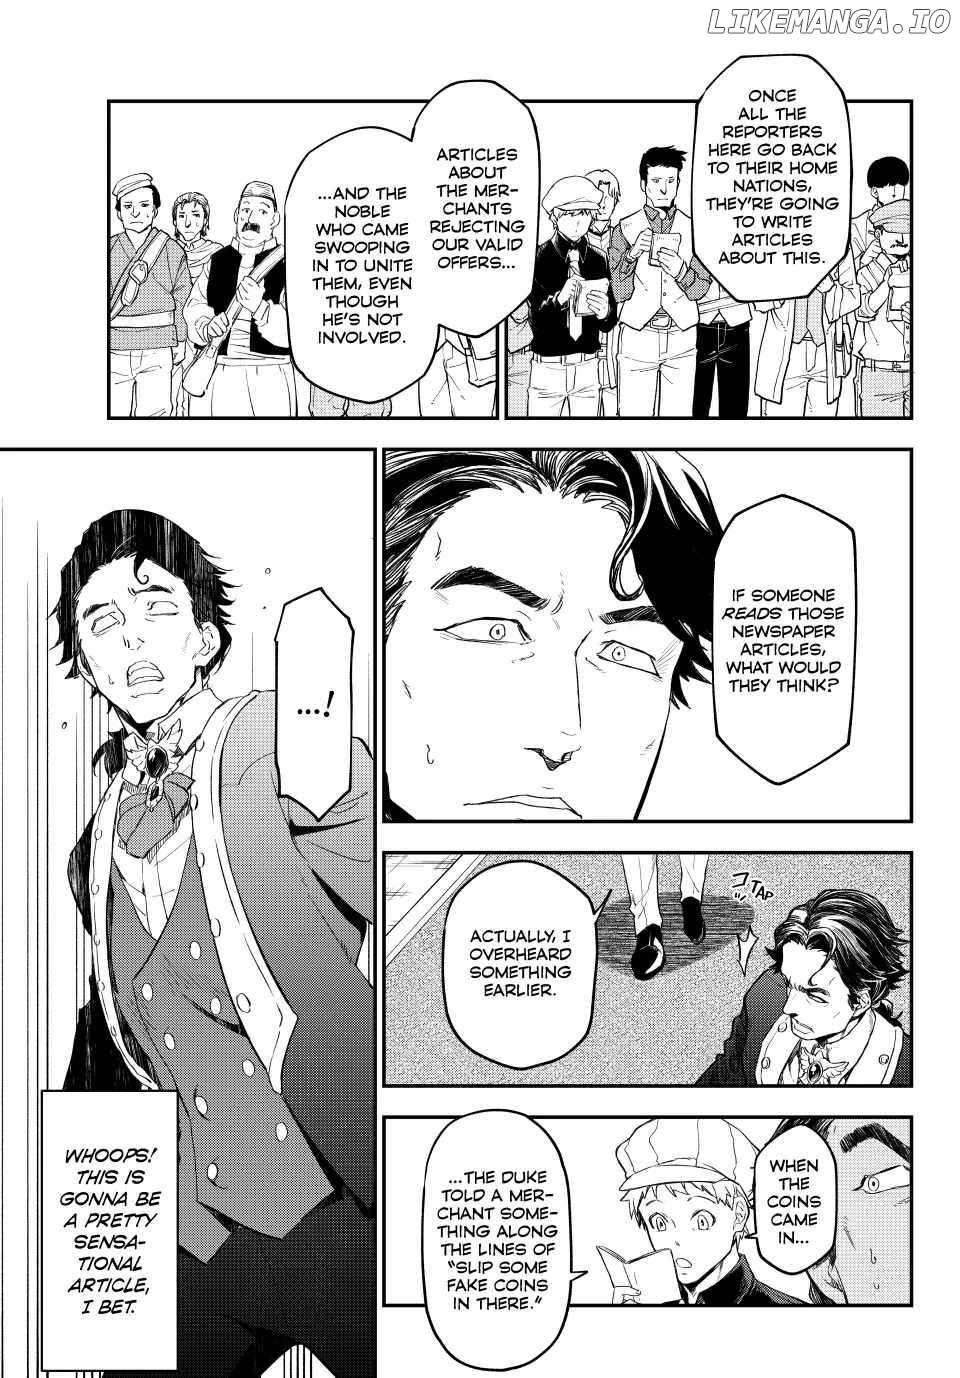 LIKEMANGA.IO
ONCE
ALL THE
REPORTERS
HERE GO BACK
TO THEIR HOME
NATIONS,
THEY'RE GOING
TO WRITE
ARTICLES
ABOUT THIS.
ARTICLES
ABOUT
THE MER-
CHANTS
REJECTING
OUR VALID
OFFERS...
...AND THE
NOBLE
WHO CAME
SWOOPING
IN TO UNITE
THEM, EVEN
THOUGH
HE'S NOT
INVOLVED.
IF SOMEONE
READS THOSE
NEWSPAPER
ARTICLES,
WHAT WOULD
THEY THINK?
...!
コ TAP
ACTUALLY, I
OVERHEARD
SOMETHING
EARLIER.
WHEN
THE
COINS
CAME
IN...
...THE DUKE
TOLD A MER-
CHANT SOME-
THING ALONG
THE LINES OF
"SLIP SOME
FAKE COINS
IN THERE."
WHOOPS!
THIS IS
GONNA BE
A PRETTY
SENSA-
TIONAL
ARTICLE,
I BET.